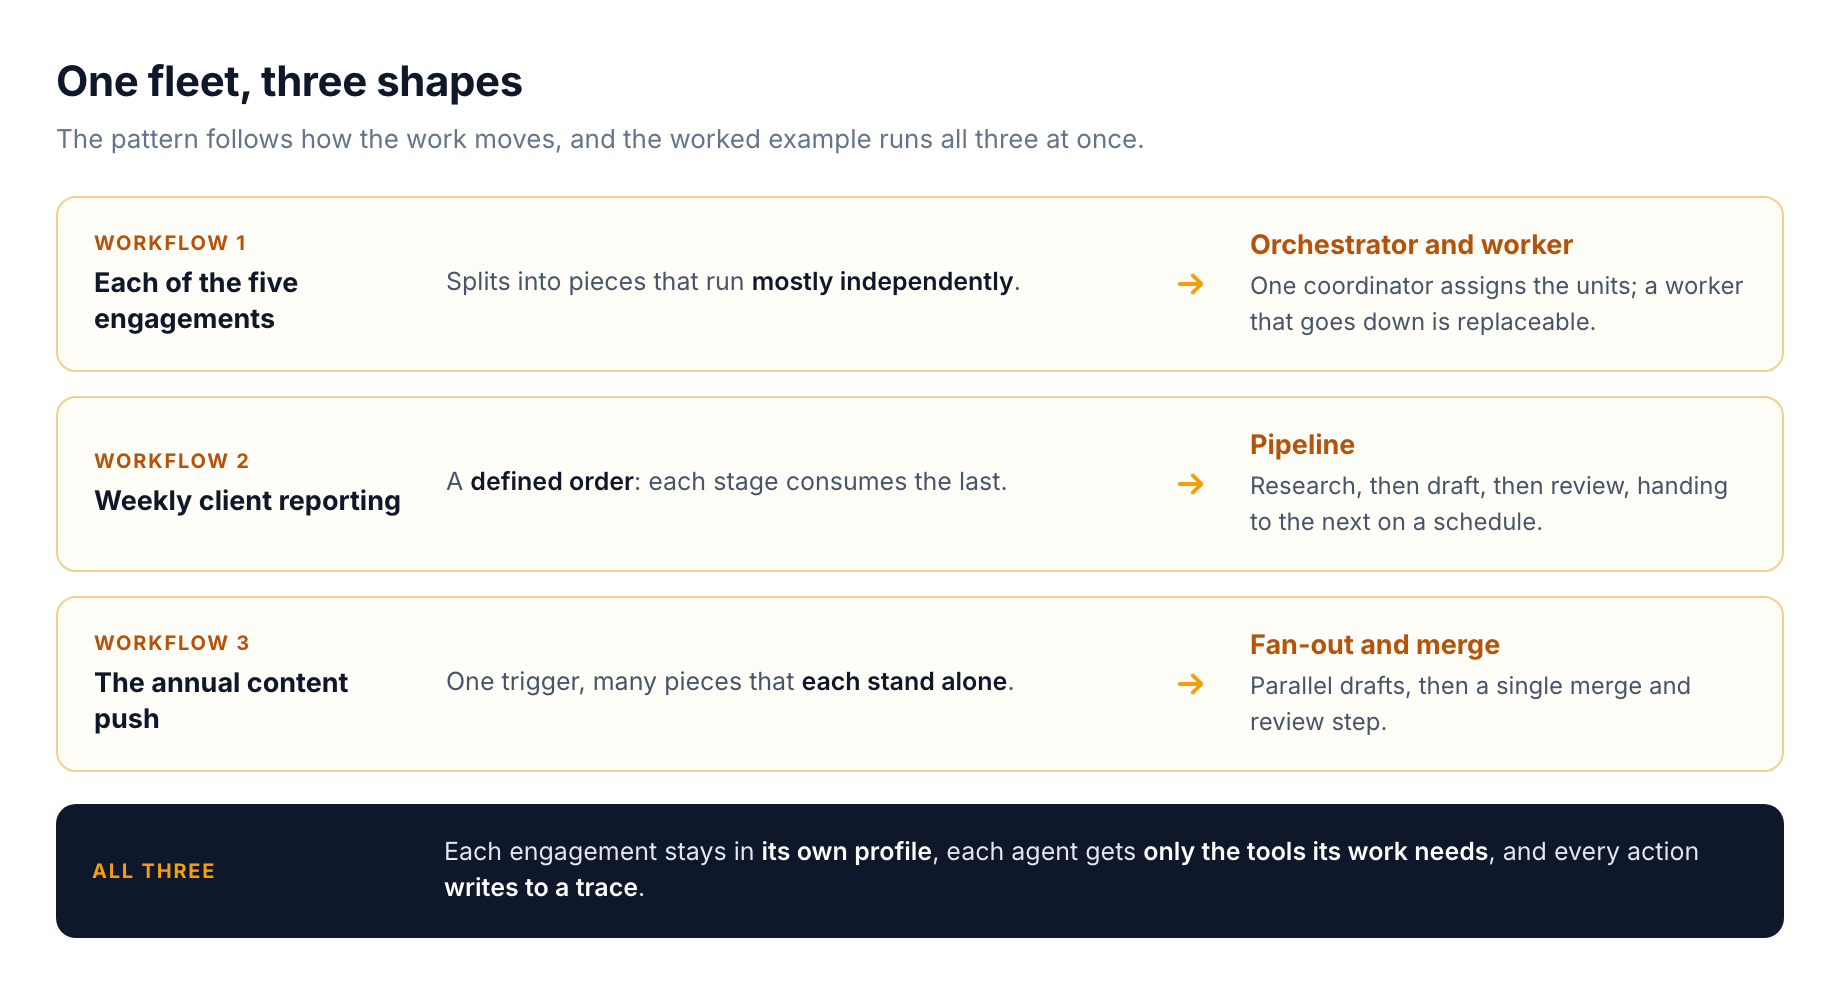 One fleet, three shapes
The pattern follows how the work moves, and the worked example runs all three at once.
WORKFLOW 1
Each of the five
engagements
Splits into pieces that run mostly independently.
→
Orchestrator and worker
One coordinator assigns the units; a worker
that goes down is replaceable.
WORKFLOW 2
Weekly client reporting
A defined order: each stage consumes the last.
→
Pipeline
Research, then draft, then review, handing
to the next on a schedule.
WORKFLOW 3
The annual content
push
One trigger, many pieces that each stand alone.
→
Fan-out and merge
Parallel drafts, then a single merge and
review step.
ALL THREE
Each engagement stays in its own profile, each agent gets only the tools its work needs, and every action
writes to a trace.